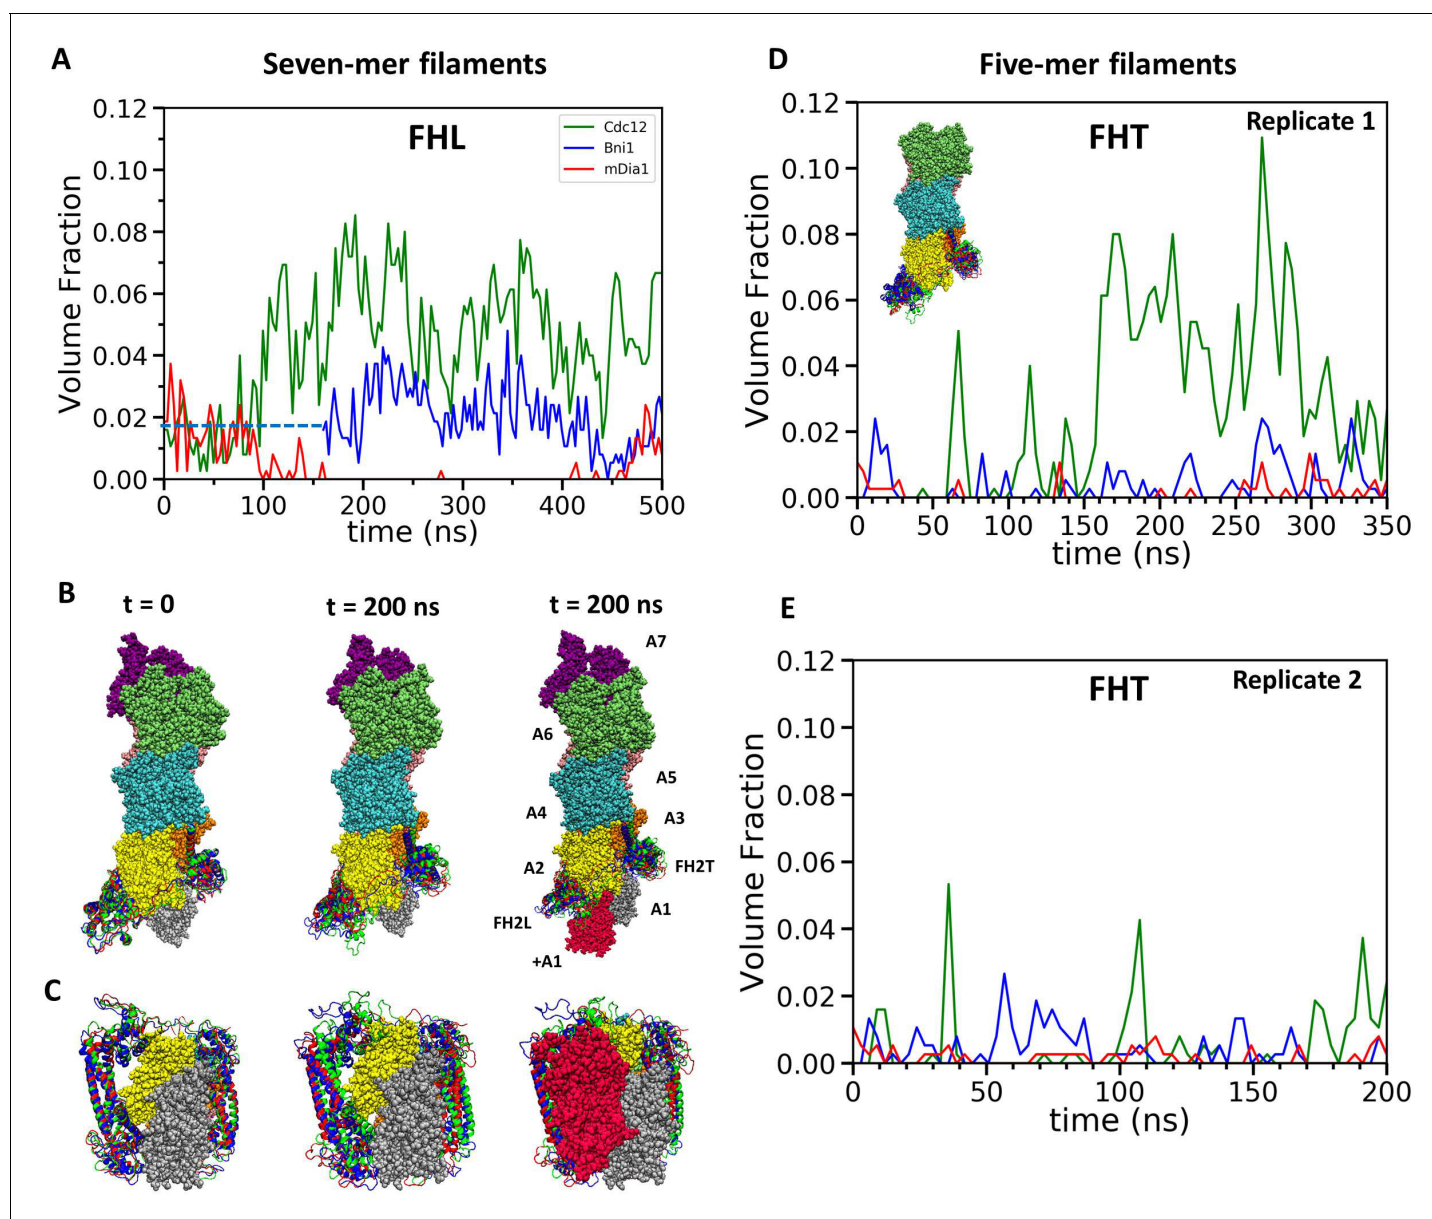 A
Seven-mer filaments
FHL
Cdc12
Bni1
mDia1
0.12
0.10
0.08
0.06
0.04
0.02
0.00
Volume Fraction
0 100 200 300 400 500
time (ns)
B
t = 0 t = 200 ns t = 200 ns
A7
A6
A5
A4
A3
A2
FH2T
A1
FH2L
+A1
C
D
Five-mer filaments
FHT
Replicate 1
0.12
0.10
0.08
0.06
0.04
0.02
0.00
Volume Fraction
0 50 100 150 200 250 300 350
time (ns)
E
FHT
Replicate 2
0.12
0.10
0.08
0.06
0.04
0.02
0.00
Volume Fraction
0 50 100 150 200
time (ns)